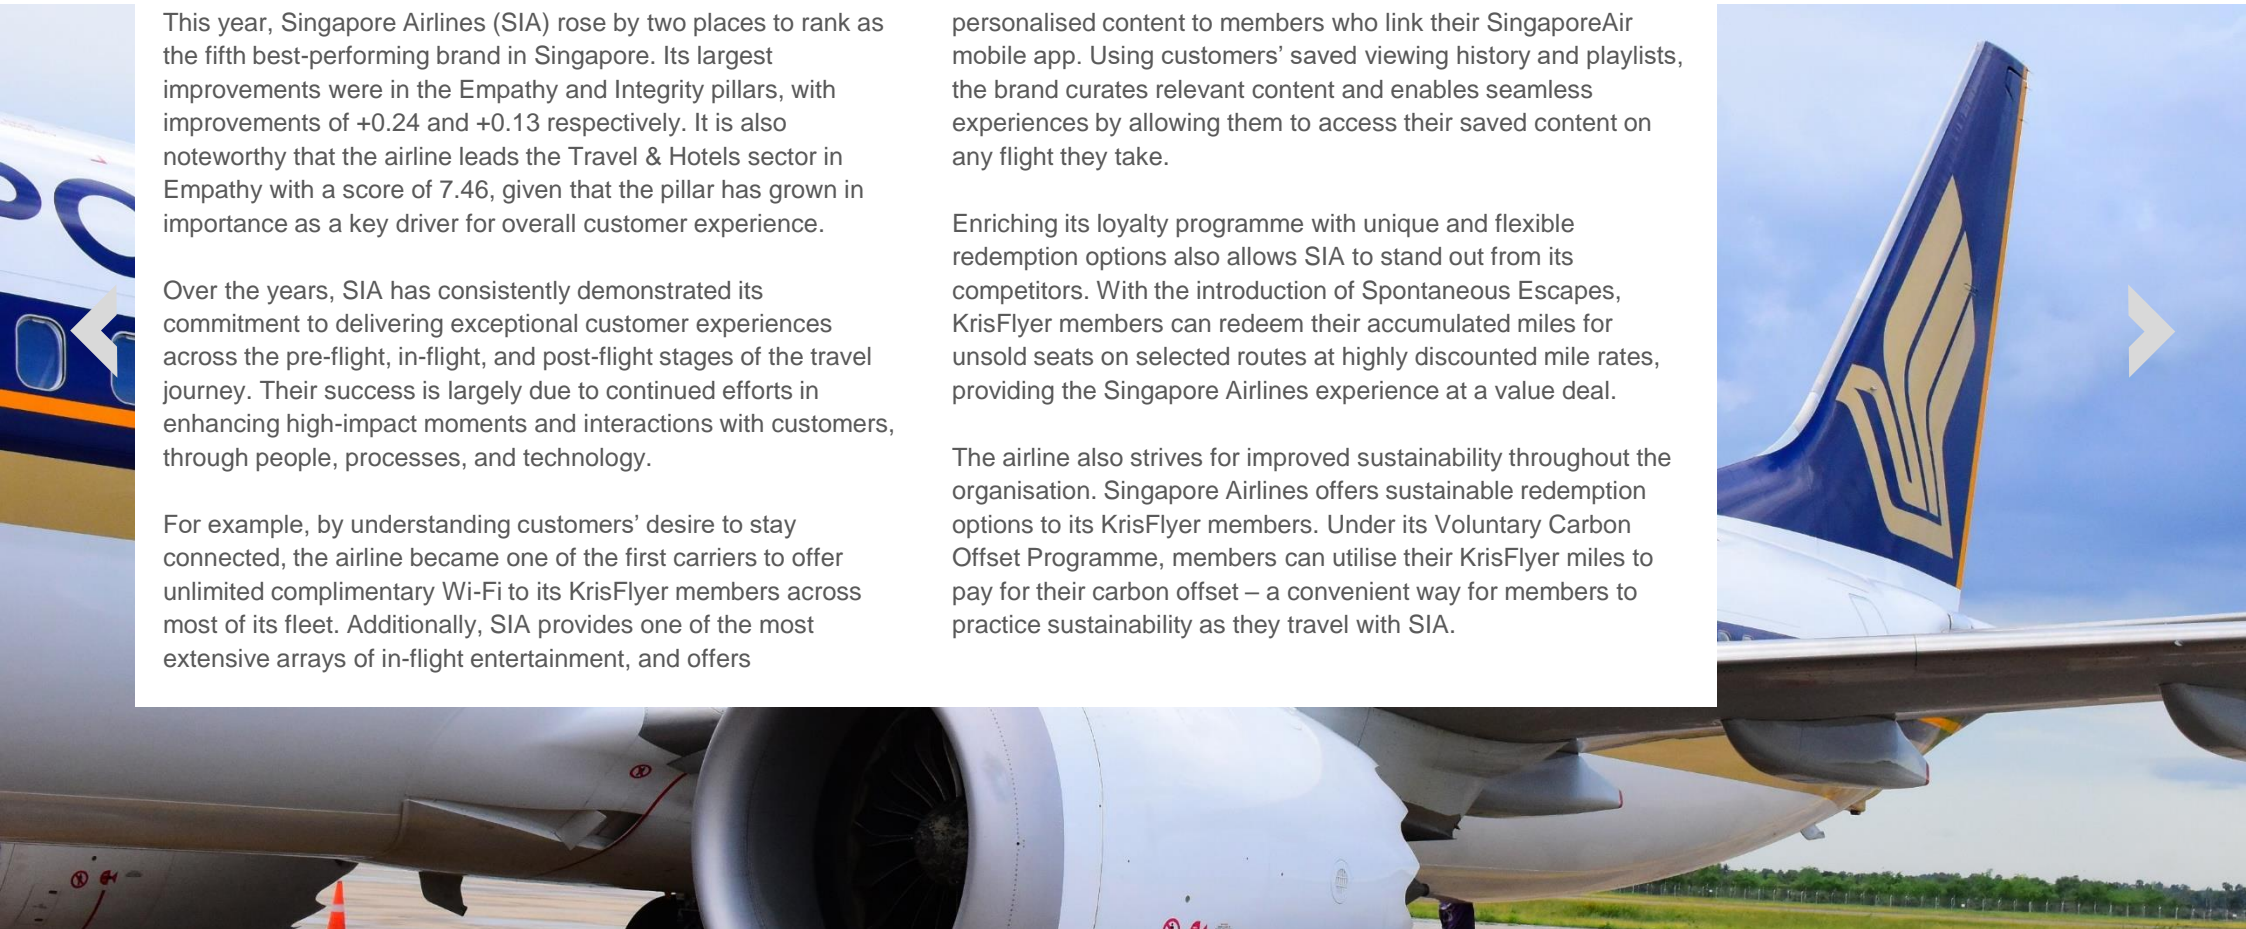 This year, Singapore Airlines (SIA) rose by two places to rank as
the fifth best-performing brand in Singapore. Its largest
improvements were in the Empathy and Integrity pillars, with
improvements of +0.24 and +0.13 respectively. It is also
noteworthy that the airline leads the Travel & Hotels sector in
Empathy with a score of 7.46, given that the pillar has grown in
importance as a key driver for overall customer experience.
Over the years, SIA has consistently demonstrated its
commitment to delivering exceptional customer experiences
across the pre-flight, in-flight, and post-flight stages of the travel
journey. Their success is largely due to continued efforts in
enhancing high-impact moments and interactions with customers,
through people, processes, and technology.
For example, by understanding customers’ desire to stay
connected, the airline became one of the first carriers to offer
unlimited complimentary Wi-Fi to its KrisFlyer members across
most of its fleet. Additionally, SIA provides one of the most
extensive arrays of in-flight entertainment, and offers
personalised content to members who link their SingaporeAir
mobile app. Using customers’ saved viewing history and playlists,
the brand curates relevant content and enables seamless
experiences by allowing them to access their saved content on
any flight they take.
Enriching its loyalty programme with unique and flexible
redemption options also allows SIA to stand out from its
competitors. With the introduction of Spontaneous Escapes,
KrisFlyer members can redeem their accumulated miles for
unsold seats on selected routes at highly discounted mile rates,
providing the Singapore Airlines experience at a value deal.
The airline also strives for improved sustainability throughout the
organisation. Singapore Airlines offers sustainable redemption
options to its KrisFlyer members. Under its Voluntary Carbon
Offset Programme, members can utilise their KrisFlyer miles to
pay for their carbon offset – a convenient way for members to
practice sustainability as they travel with SIA.